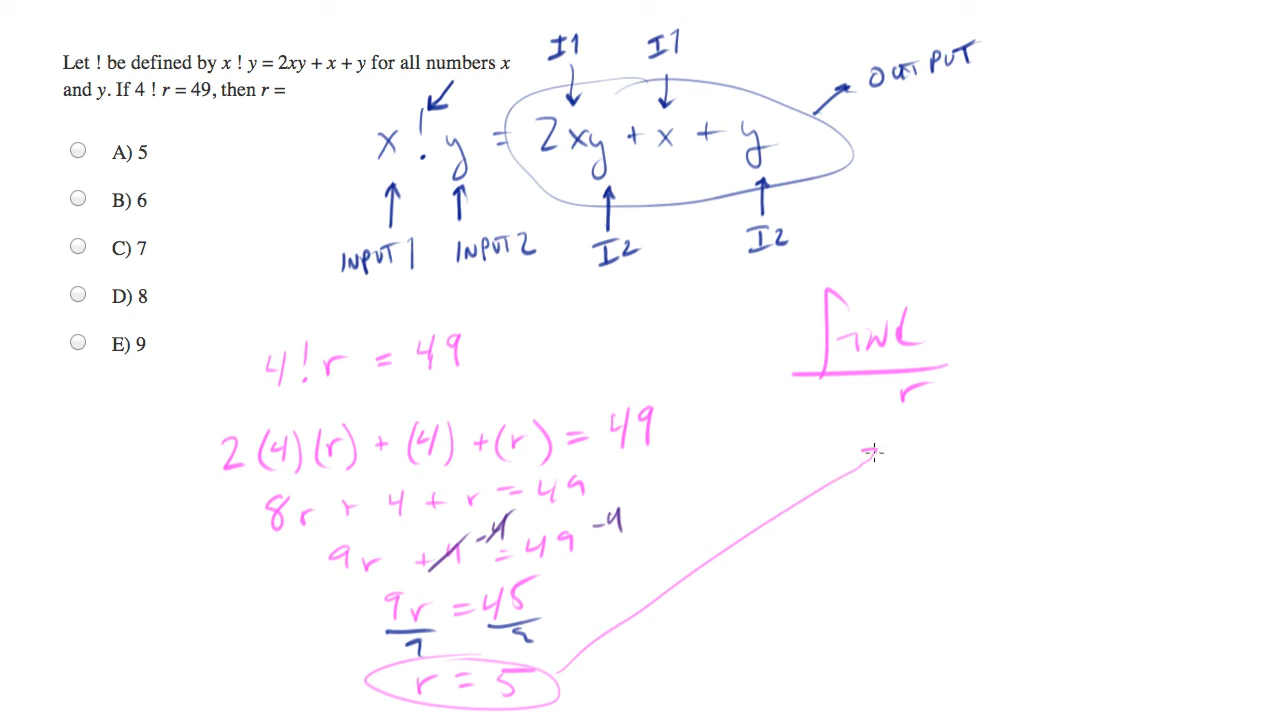 Let ! be defined by x ! y = 2xy + x + y for all numbers x
and y. If 4 ! r = 49, then r =
A) 5
B) 6
C) 7
D) 8
E) 9
I1 I1
OUTPUT
x ! y = 2xy + x + y
INPUT 1 INPUT 2 I2 I2
find
r
4 ! r = 49
2 (4)(r) + (4) + (r) = 49
8r + 4 + r = 49
9r + 4 - 4 = 49 - 4
9r = 45
9 9
r = 5